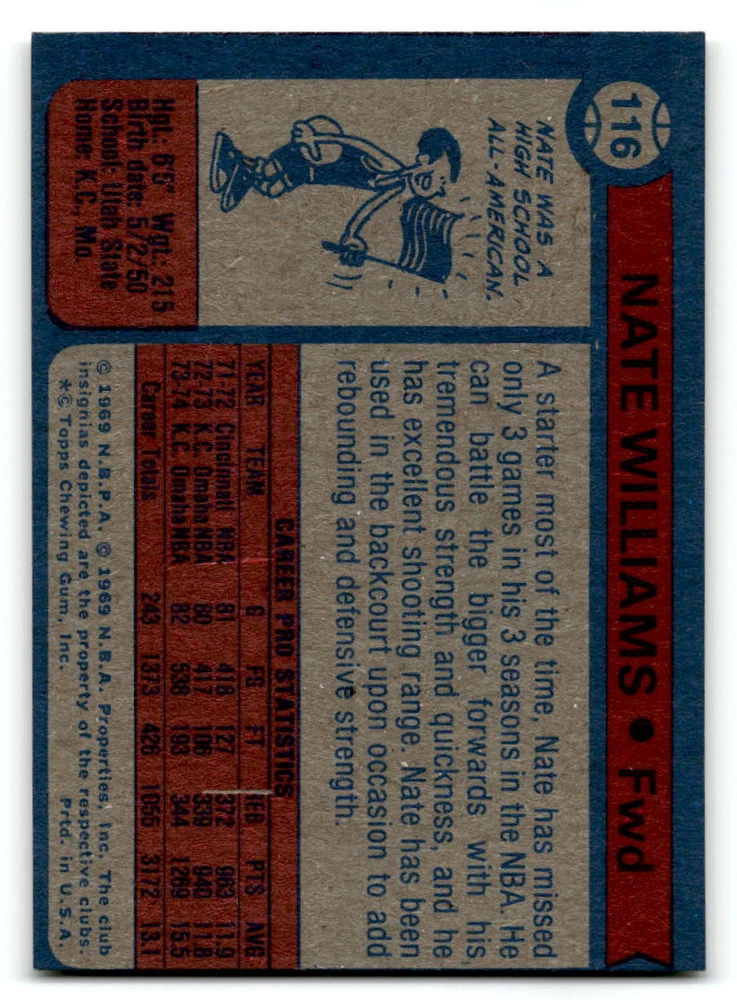 116
NATE WILLIAMS • Fwd
NATE WAS A
HIGH SCHOOL
ALL-AMERICAN.
Hgt.: 6'5" Wgt.: 215
Birth date: 5/2/50
School: Utah State
Home: K.C., Mo.
A starter most of the time, Nate has missed
only 3 games in his 3 seasons in the NBA. He
can battle the bigger forwards with his
tremendous strength and quickness, and he
has excellent shooting range. Nate has been
used in the backcourt upon occasion to add
rebounding and defensive strength.
CAREER PRO STATISTICS
YEAR TEAM G FG FT REB PTS AVG
71-72 Cincinnati NBA 81 418 127 372 963 11.9
72-73 K.C. Omaha NBA 80 417 106 339 940 11.8
73-74 K.C. Omaha NBA 82 538 193 344 1269 15.5
Career Totals 243 1373 426 1055 3172 13.1
© 1969 N.B.P.A. © 1969 N.B.A. Properties, Inc. The club
insignias depicted are the property of the respective clubs.
*© Topps Chewing Gum, Inc. Prtd. in U.S.A.